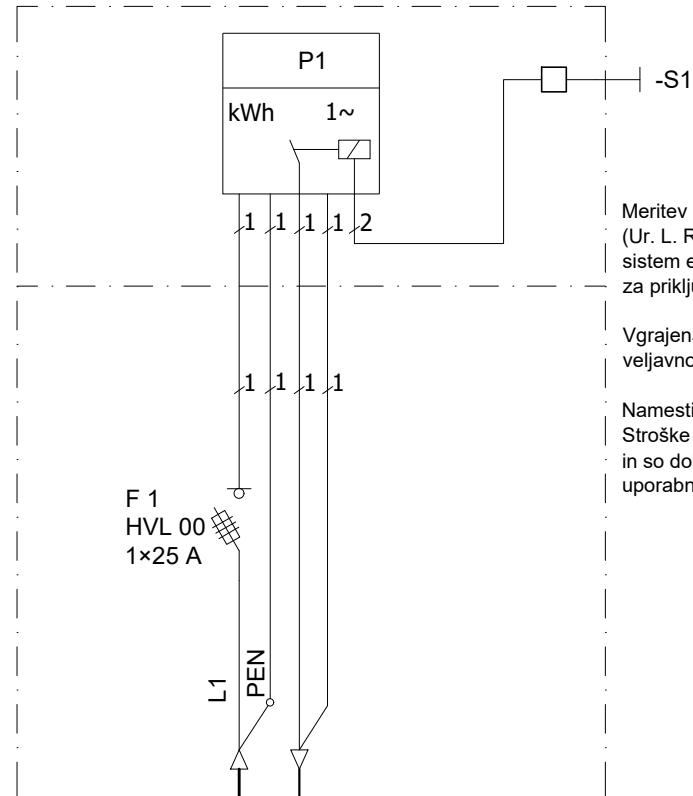 P1
kWh 1~
-S1
1 1 1 1 2
Meritev
(Ur. L. R
sistem e
za priklju
Vgrajena
veljavno
1 1 1 1
Namesti
Stroške
in so do
uporabn
F 1
HVL 00
1×25 A
L1
PEN